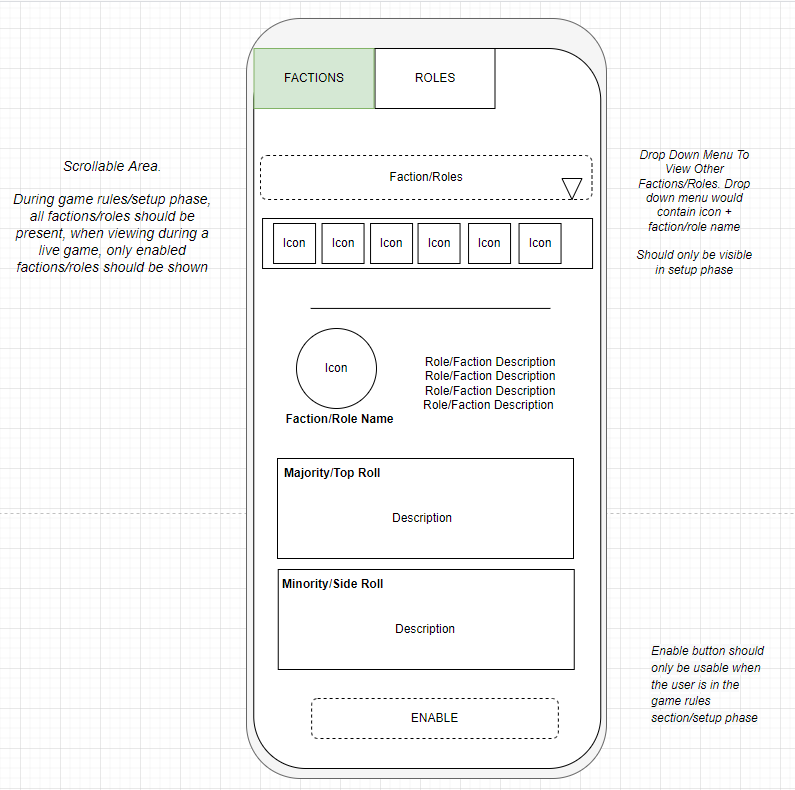 FACTIONS
ROLES
Scrollable Area.
During game rules/setup phase,
all factions/roles should be
present, when viewing during a
live game, only enabled
factions/roles should be shown
Faction/Roles
Drop Down Menu To
View Other
Factions/Roles. Drop
down menu would
contain icon +
faction/role name
Should only be visible
in setup phase
Icon Icon Icon Icon Icon Icon
Icon
Faction/Role Name
Role/Faction Description
Role/Faction Description
Role/Faction Description
Role/Faction Description
Majority/Top Roll
Description
Minority/Side Roll
Description
Enable button should
only be usable when
the user is in the
game rules
section/setup phase
ENABLE